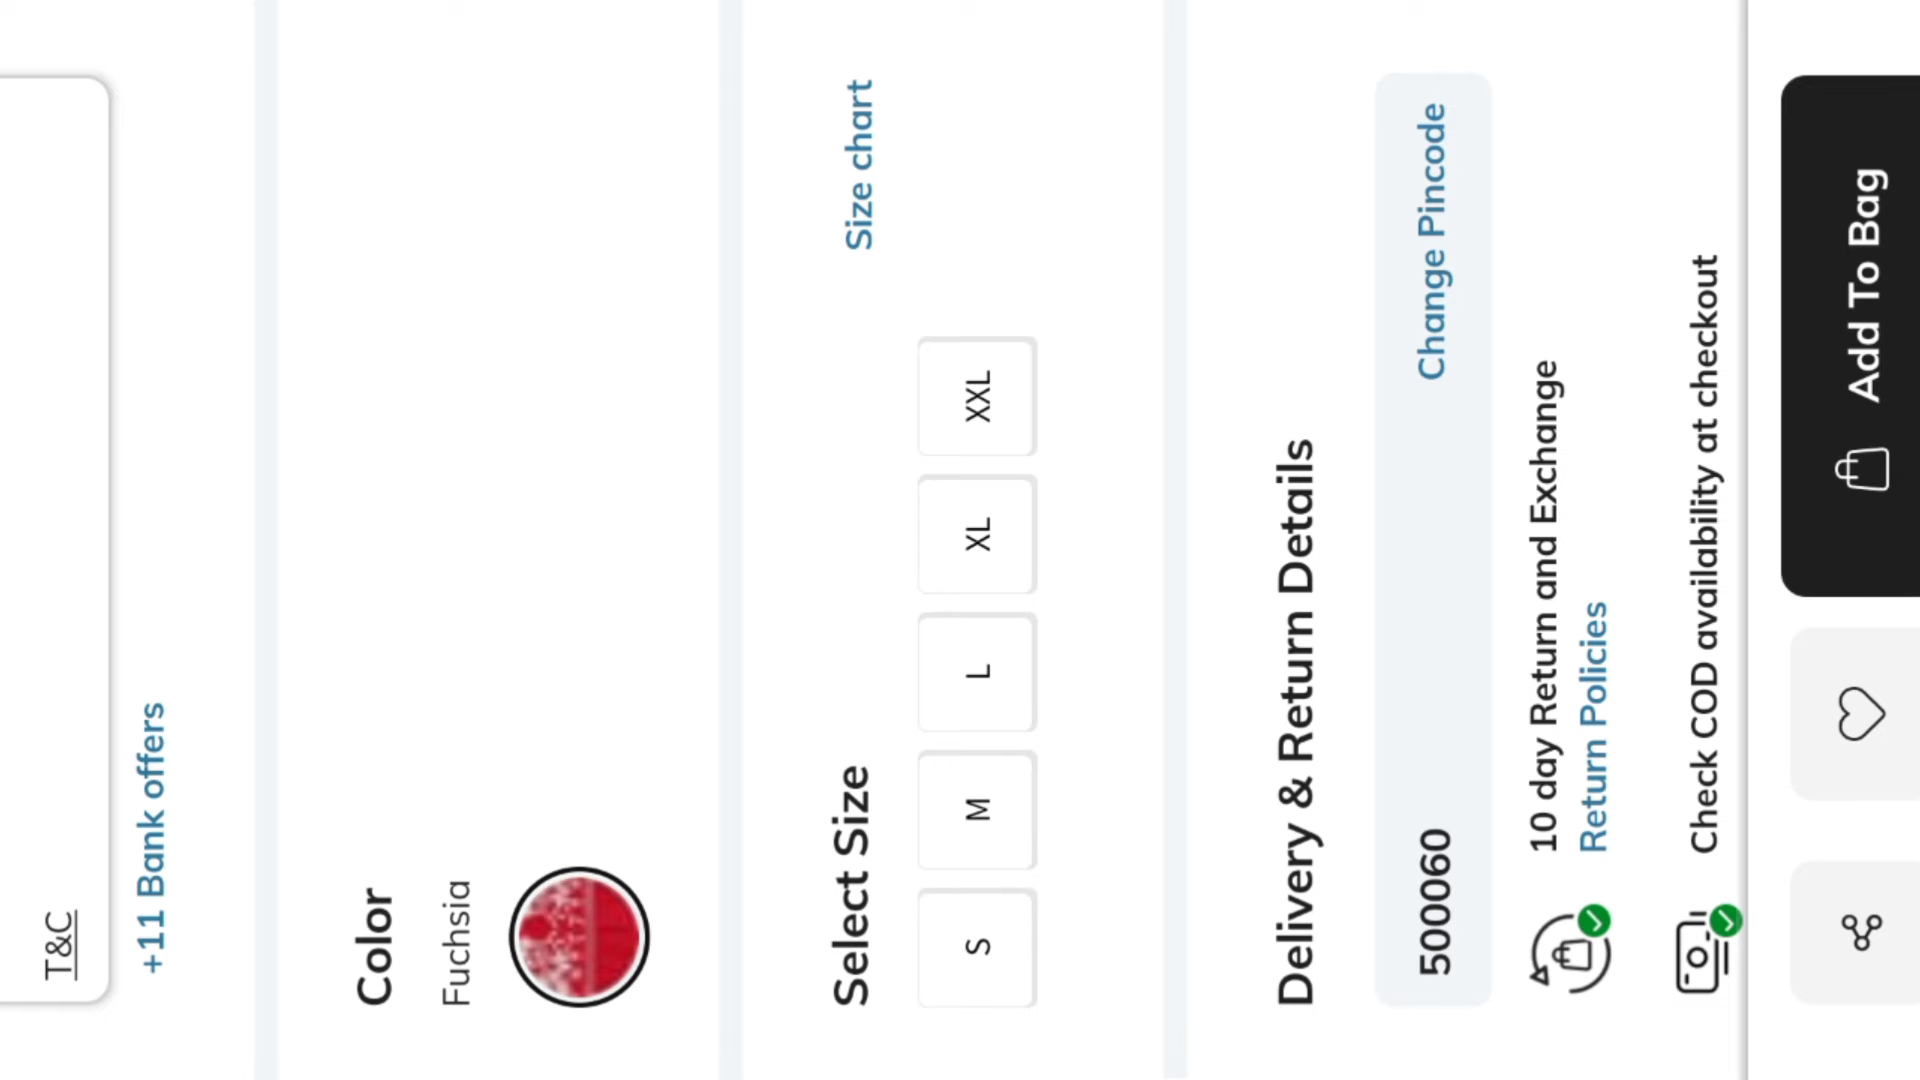 T&C
+11 Bank offers
Color
Fuchsia
Select Size
Size chart
S M L XL XXL
Delivery & Return Details
500060
Change Pincode
10 day Return and Exchange
Return Policies
Check COD availability at checkout
Add To Bag